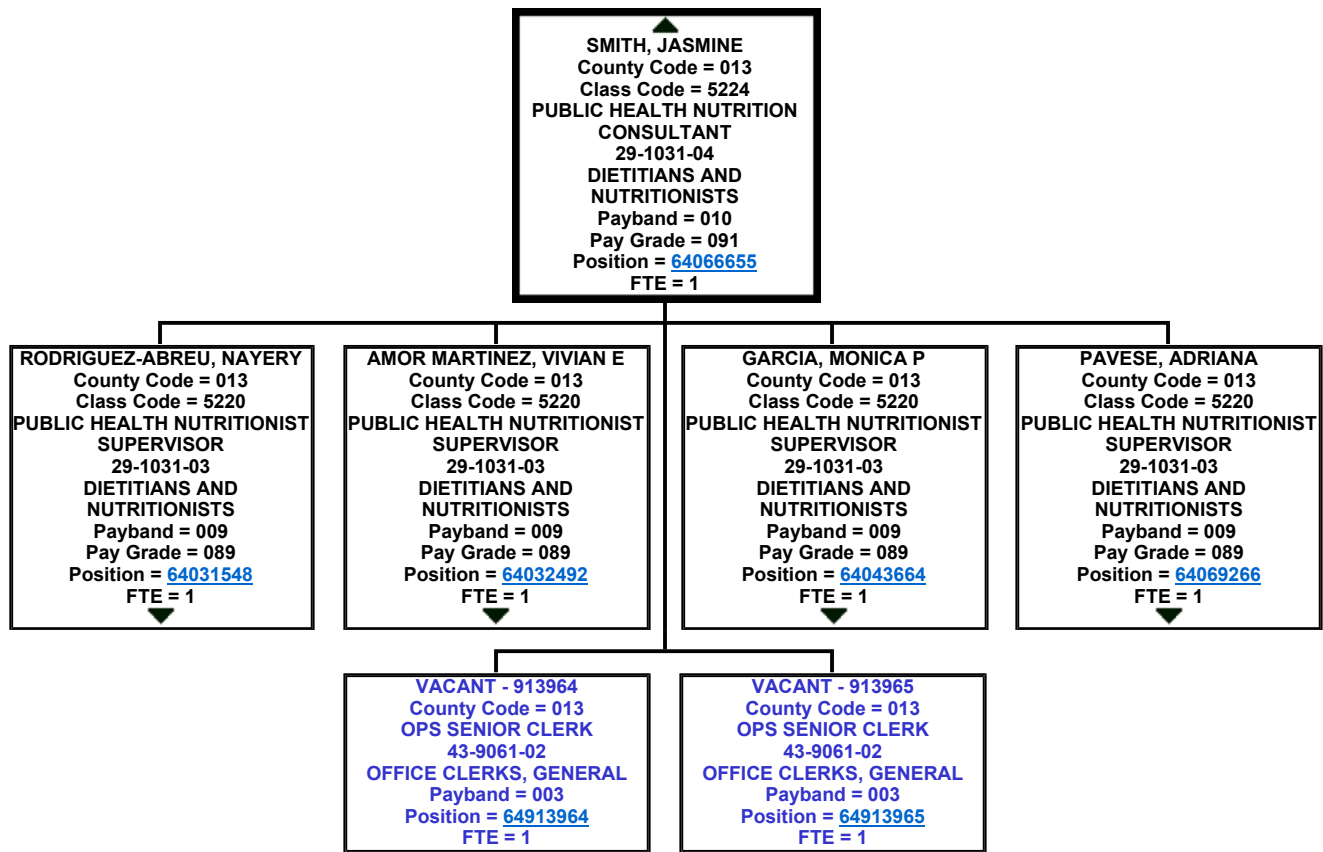 SMITH, JASMINE
County Code = 013
Class Code = 5224
PUBLIC HEALTH NUTRITION
CONSULTANT
29-1031-04
DIETITIANS AND
NUTRITIONISTS
Payband = 010
Pay Grade = 091
Position = 64066655
FTE = 1
RODRIGUEZ-ABREU, NAYERY
County Code = 013
Class Code = 5220
PUBLIC HEALTH NUTRITIONIST
SUPERVISOR
29-1031-03
DIETITIANS AND
NUTRITIONISTS
Payband = 009
Pay Grade = 089
Position = 64031548
FTE = 1
AMOR MARTINEZ, VIVIAN E
County Code = 013
Class Code = 5220
PUBLIC HEALTH NUTRITIONIST
SUPERVISOR
29-1031-03
DIETITIANS AND
NUTRITIONISTS
Payband = 009
Pay Grade = 089
Position = 64032492
FTE = 1
GARCIA, MONICA P
County Code = 013
Class Code = 5220
PUBLIC HEALTH NUTRITIONIST
SUPERVISOR
29-1031-03
DIETITIANS AND
NUTRITIONISTS
Payband = 009
Pay Grade = 089
Position = 64043664
FTE = 1
PAVESE, ADRIANA
County Code = 013
Class Code = 5220
PUBLIC HEALTH NUTRITIONIST
SUPERVISOR
29-1031-03
DIETITIANS AND
NUTRITIONISTS
Payband = 009
Pay Grade = 089
Position = 64069266
FTE = 1
VACANT - 913964
County Code = 013
OPS SENIOR CLERK
43-9061-02
OFFICE CLERKS, GENERAL
Payband = 003
Position = 64913964
FTE = 1
VACANT - 913965
County Code = 013
OPS SENIOR CLERK
43-9061-02
OFFICE CLERKS, GENERAL
Payband = 003
Position = 64913965
FTE = 1